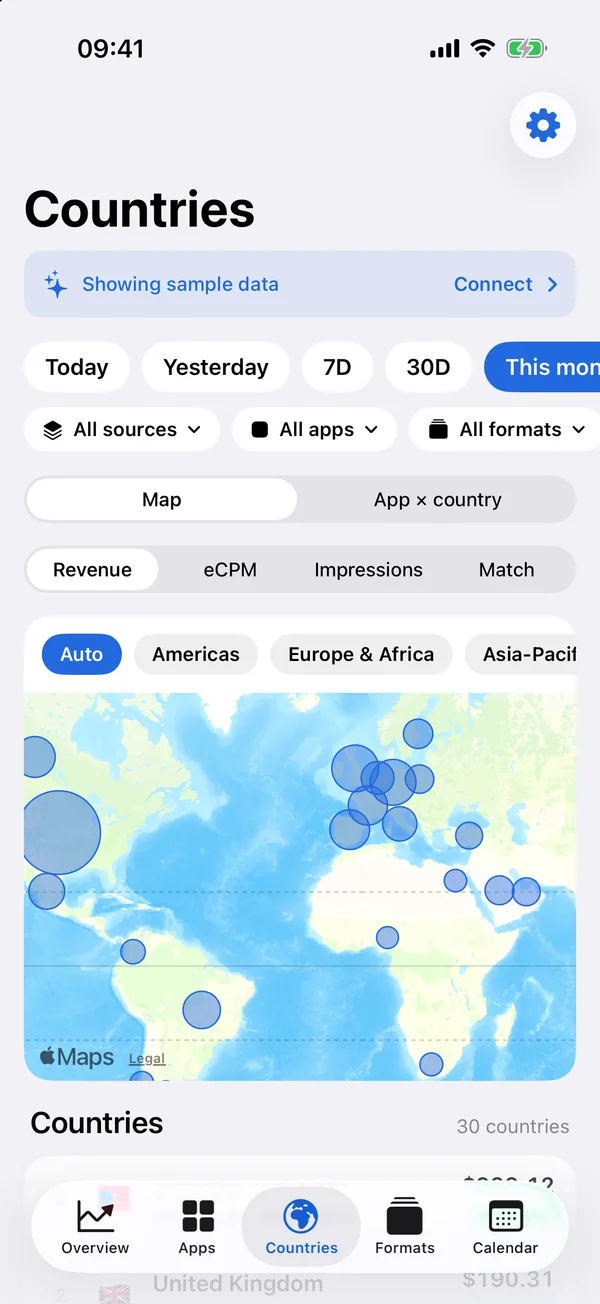 09:41
Countries
Showing sample data Connect
Today Yesterday 7D 30D This mon
All sources All apps All formats
Map App × country
Revenue eCPM Impressions Match
Auto Americas Europe & Africa Asia-Pacif
Maps Legal
Countries 30 countries
Overview Apps Countries Formats Calendar
2 United Kingdom $190.31